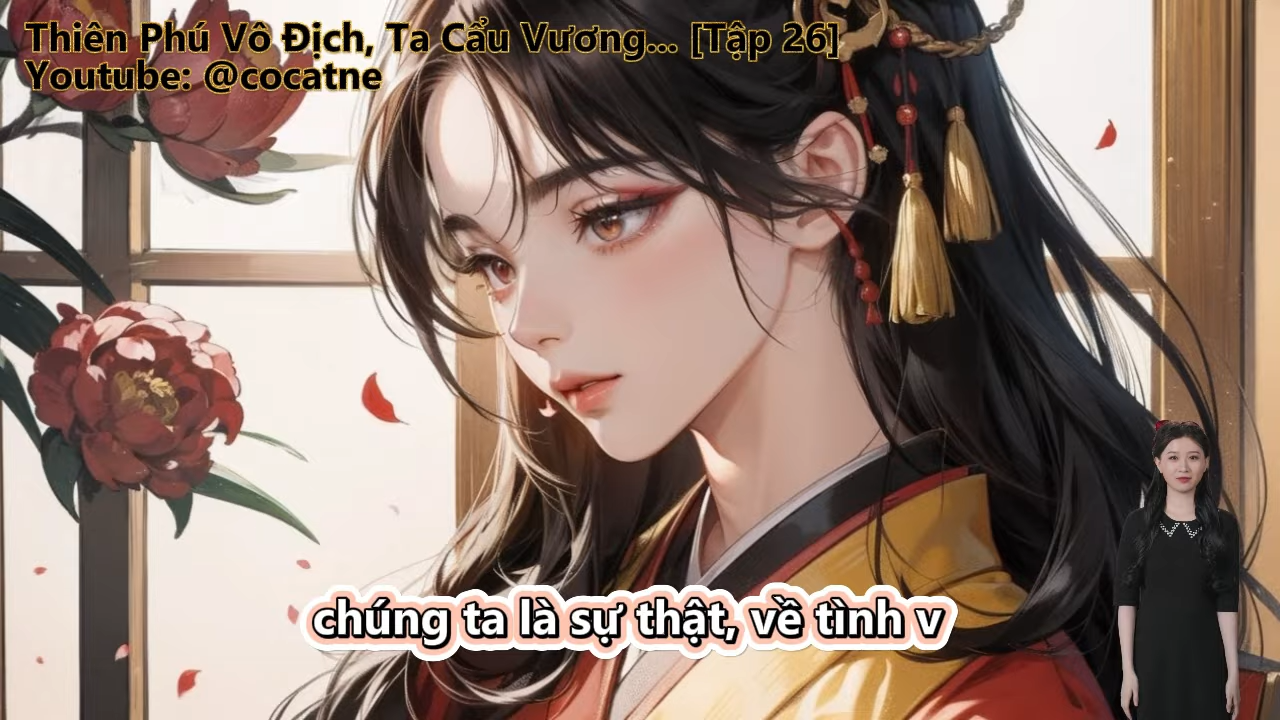 Thiên Phú Vô Địch, Ta Cẩu Vương... [Tập 26]
Youtube: @cocatne
chúng ta là sự thật, về tình v